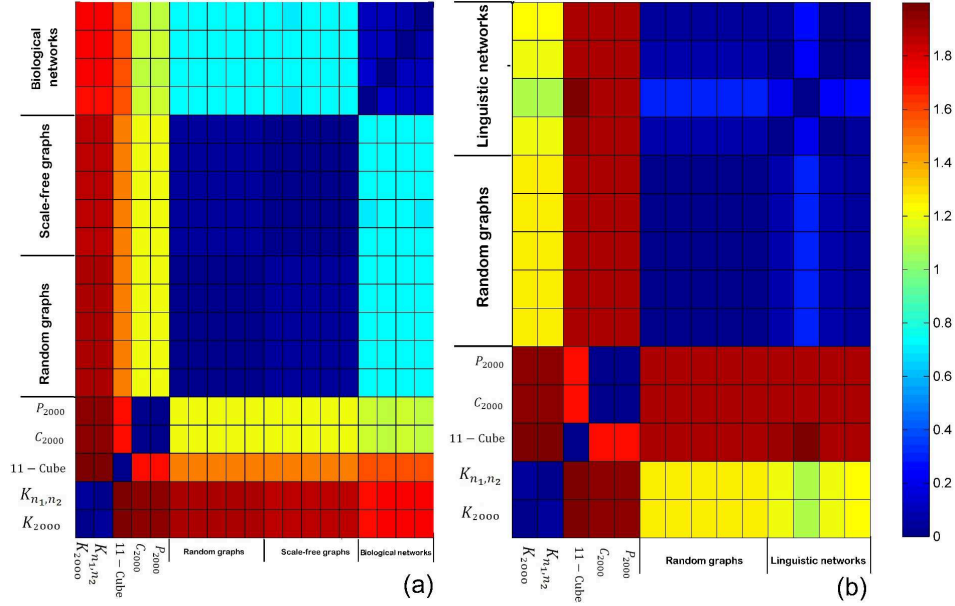 Biological
networks
Scale-free graphs
Random graphs
P2000
C2000
11 − Cube
Kn1,n2
K2000
K2000
Kn1,n2
11 − Cube
C2000
P2000
Random graphs
Scale-free graphs
Biological networks
(a)
Linguistic networks
Random graphs
P2000
C2000
11 − Cube
Kn1,n2
K2000
K2000
Kn1,n2
11 − Cube
C2000
P2000
Random graphs
Linguistic networks
(b)
1.8
1.6
1.4
1.2
1
0.8
0.6
0.4
0.2
0